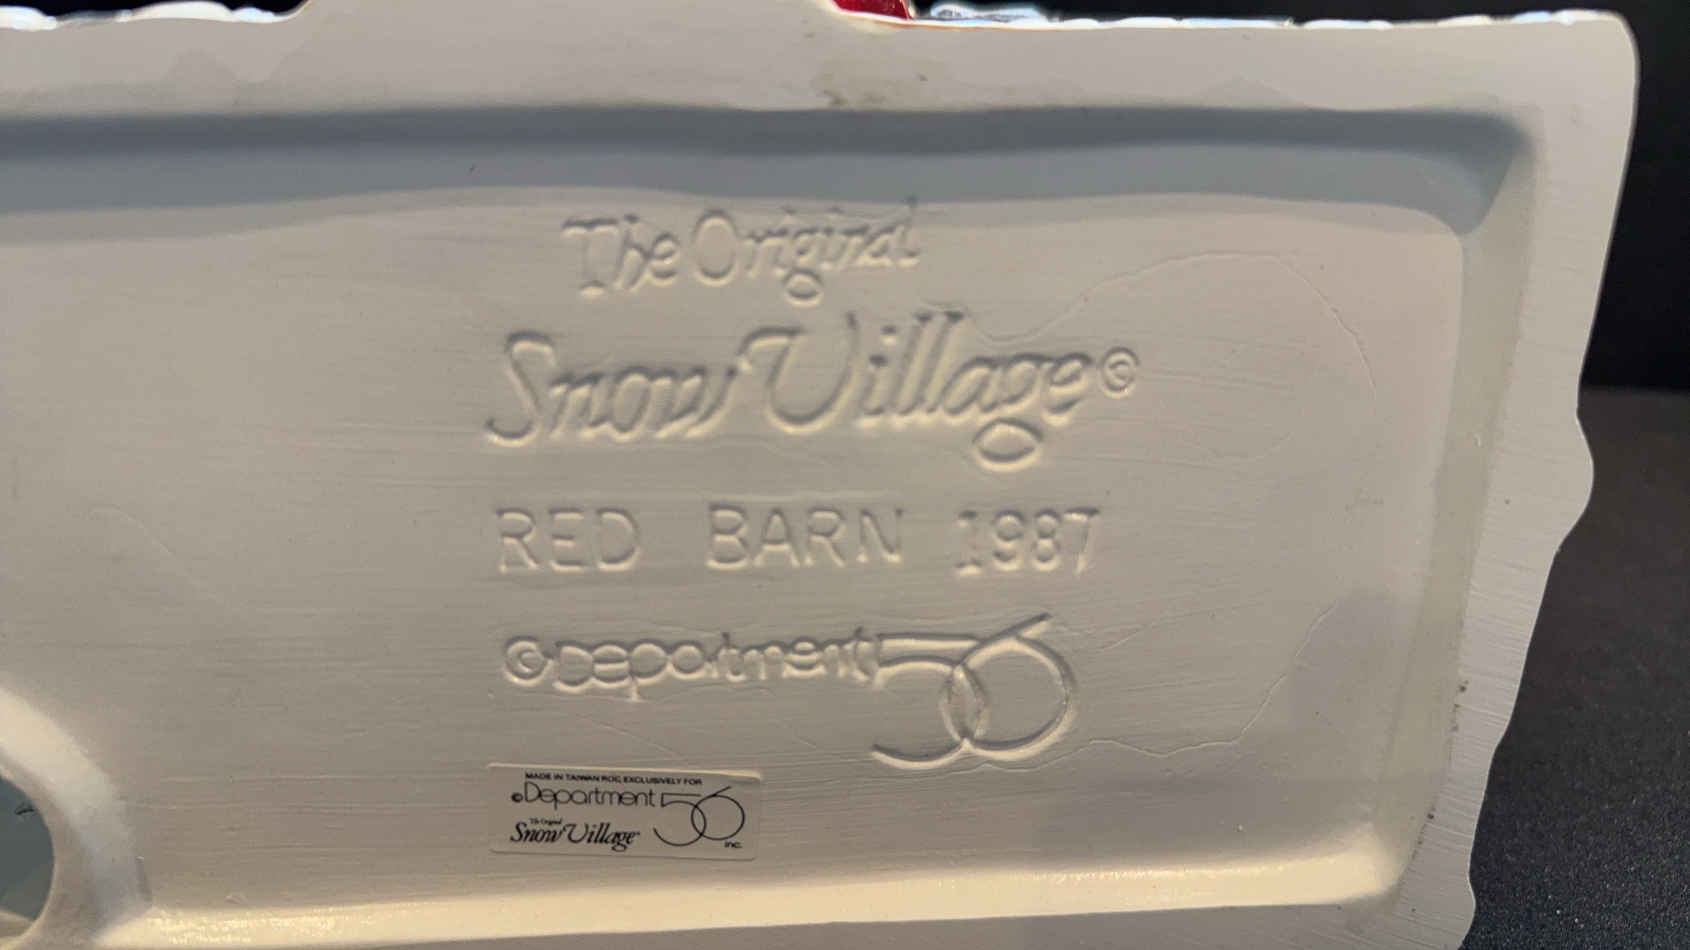 The Original
Snow Village©
RED BARN 1987
©Department 56
MADE IN TAIWAN ROC, EXCLUSIVELY FOR
©Department 56
inc.
The Original
Snow Village